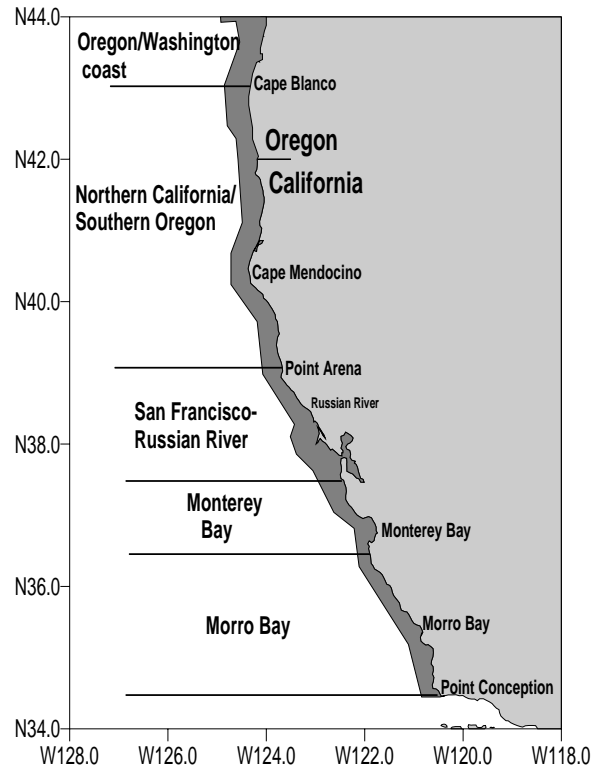 N44.0
Oregon/Washington
coast
Cape Blanco
Oregon
N42.0
California
Northern California/
Southern Oregon
Cape Mendocino
N40.0
Point Arena
Russian River
San Francisco-
Russian River
N38.0
Monterey
Bay
Monterey Bay
N36.0
Morro Bay
Morro Bay
Point Conception
N34.0
W128.0 W126.0 W124.0 W122.0 W120.0 W118.0